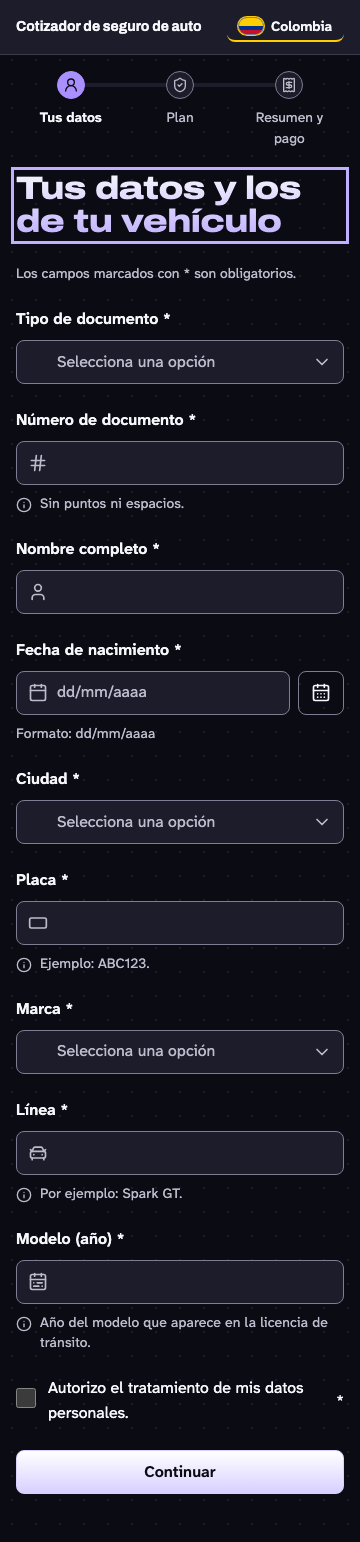 Cotizador de seguro de auto
Colombia
Tus datos
Plan
Resumen y
pago
Tus datos y los
de tu vehículo
Los campos marcados con * son obligatorios.
Tipo de documento *
Selecciona una opción
Número de documento *
Sin puntos ni espacios.
Nombre completo *
Fecha de nacimiento *
dd/mm/aaaa
Formato: dd/mm/aaaa
Ciudad *
Selecciona una opción
Placa *
Ejemplo: ABC123.
Marca *
Selecciona una opción
Línea *
Por ejemplo: Spark GT.
Modelo (año) *
Año del modelo que aparece en la licencia de
tránsito.
Autorizo el tratamiento de mis datos
personales. *
Continuar